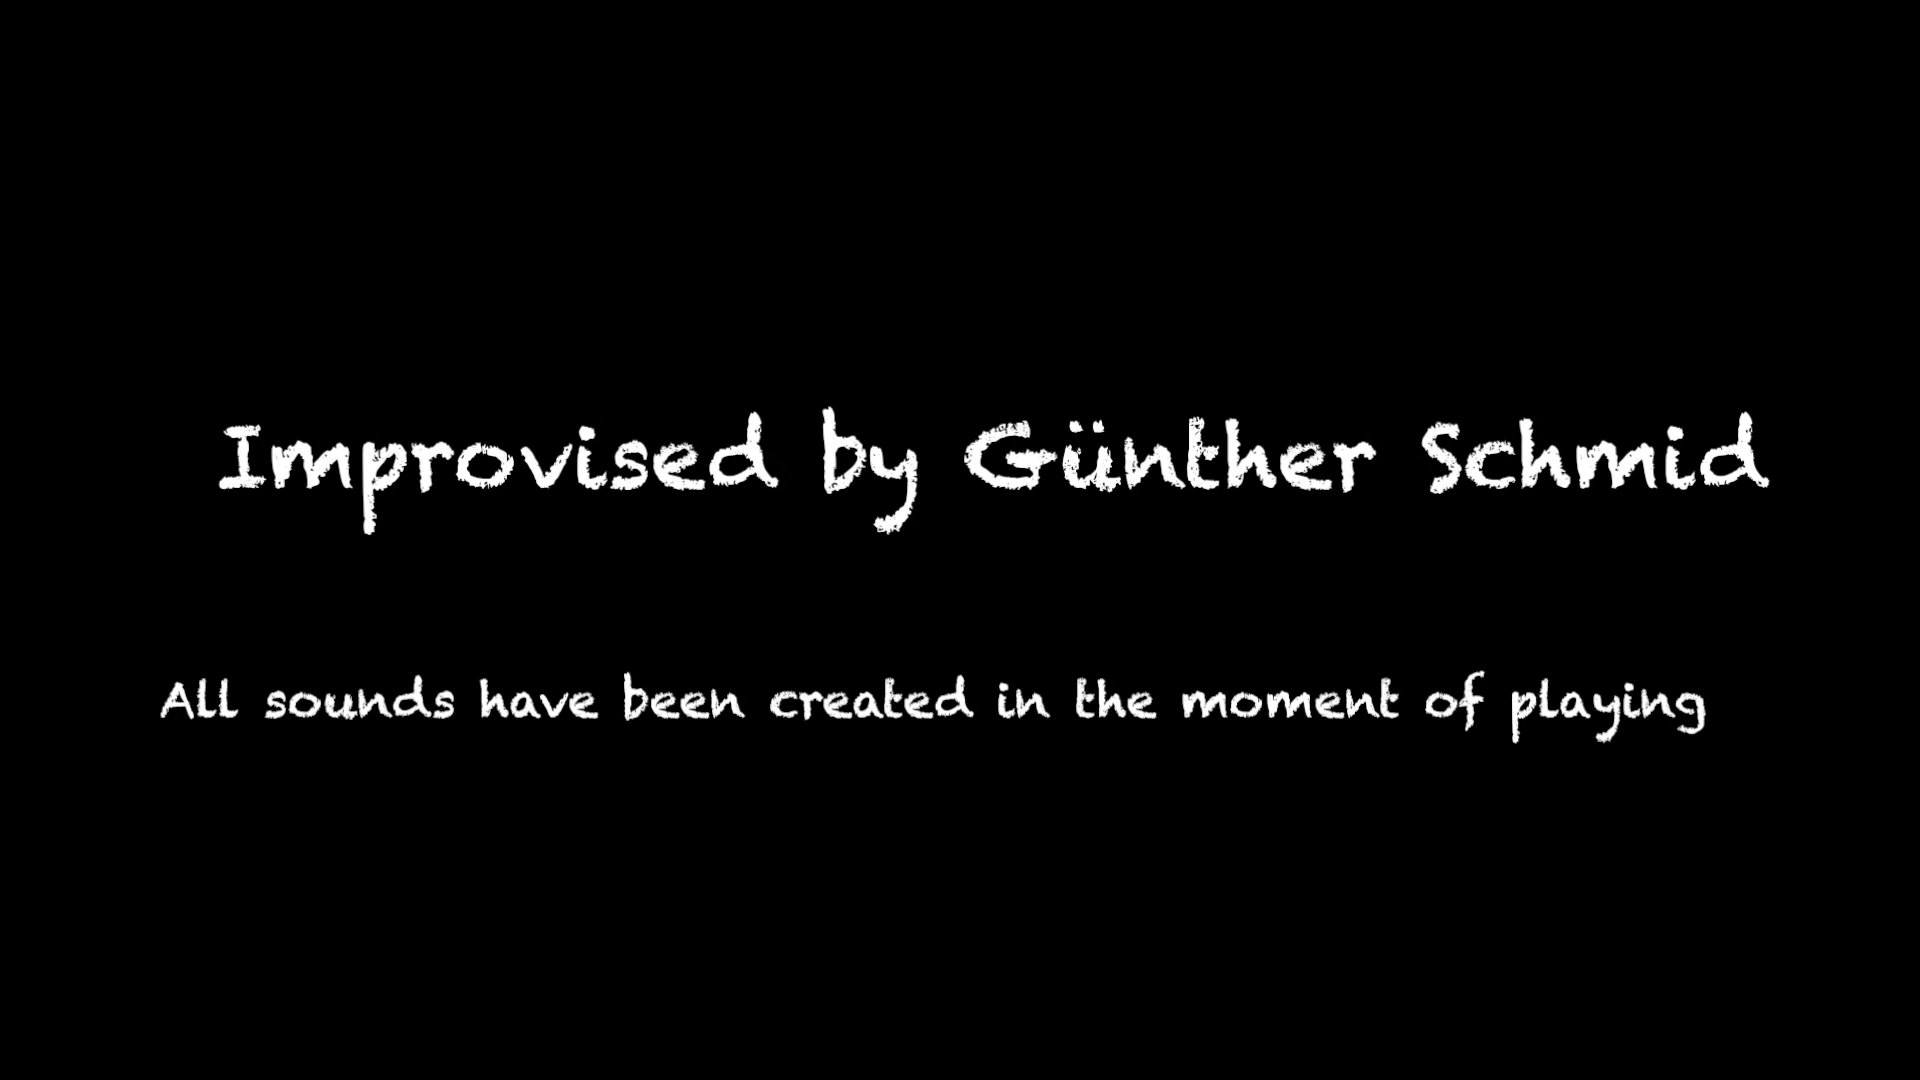 Improvised by Günther Schmid
All sounds have been created in the moment of playing